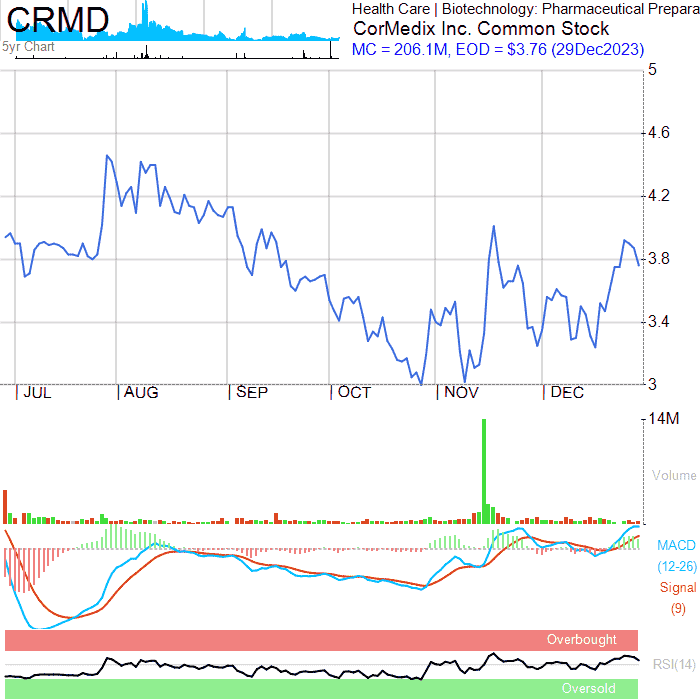 CRMD
Health Care | Biotechnology: Pharmaceutical Prepara
CorMedix Inc. Common Stock
5yr Chart
MC = 206.1M, EOD = $3.76 (29Dec2023)
5
4.6
4.2
3.8
3.4
3
JUL AUG SEP OCT NOV DEC
14M
Volume
MACD
(12-26)
Signal
(9)
Overbought
RSI(14)
Oversold